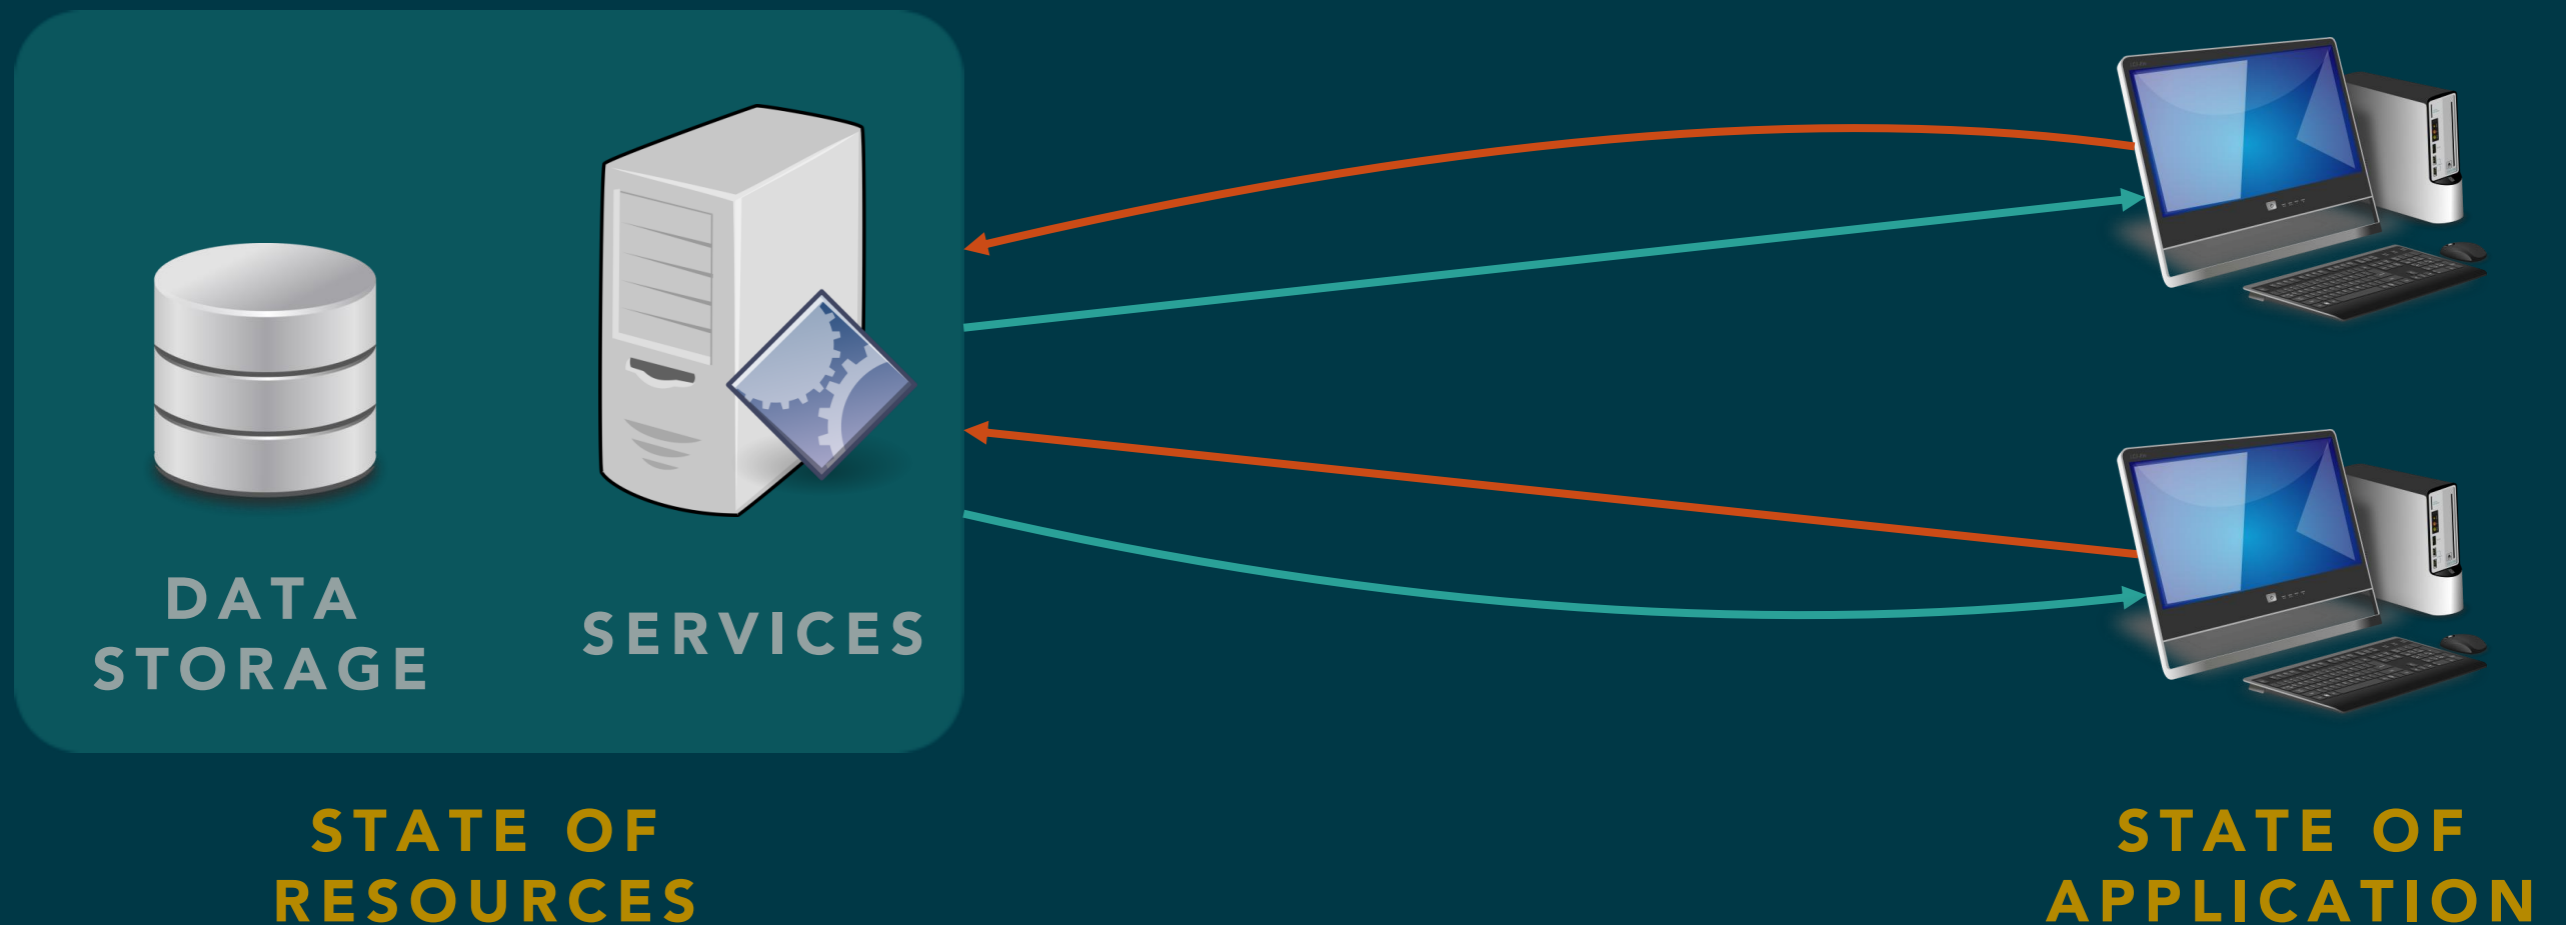 DATA
STORAGE
SERVICES
STATE OF
RESOURCES
STATE OF
APPLICATION